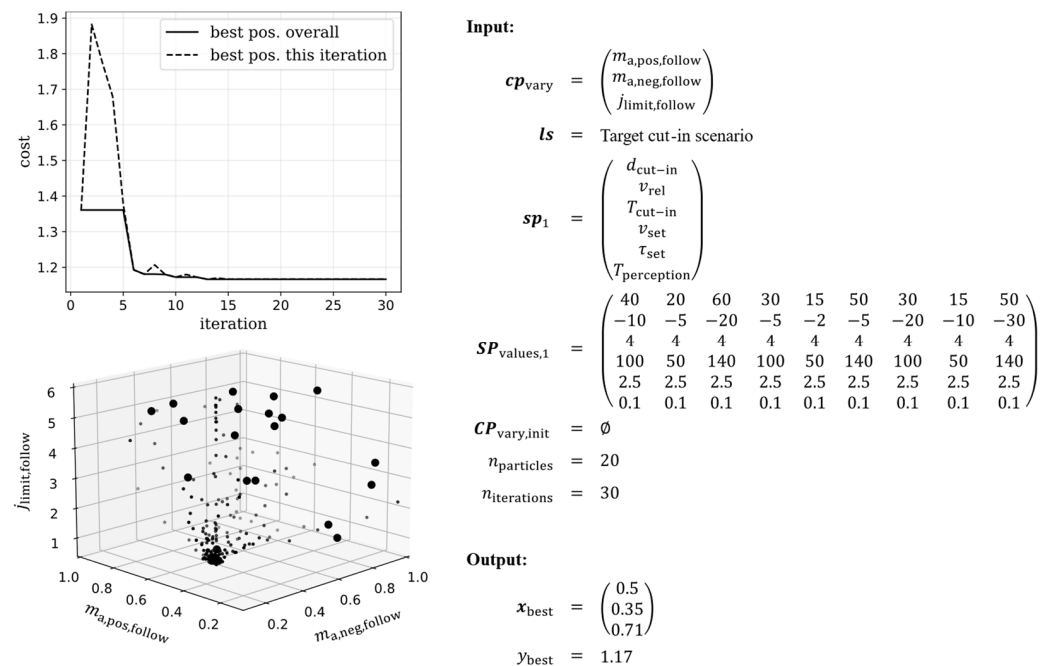 1.9
1.8
1.7
1.6
1.5
1.4
1.3
1.2
cost
best pos. overall
best pos. this iteration
0 5 10 15 20 25 30
iteration
6
5
4
3
2
1
j_limit,follow
1.0
0.8
0.6
0.4
0.2
m_a,pos,follow
0.2
0.4
0.6
0.8
1.0
m_a,neg,follow
Input:
cp_vary = (m_a,pos,follow
m_a,neg,follow
j_limit,follow)
ls = Target cut-in scenario
sp_1 = (d_cut−in
v_rel
T_cut−in
v_set
τ_set
T_perception)
SP_values,1 = (40 20 60 30 15 50 30 15 50
−10 −5 −20 −5 −2 −5 −20 −10 −30
4 4 4 4 4 4 4 4 4
100 50 140 100 50 140 100 50 140
2.5 2.5 2.5 2.5 2.5 2.5 2.5 2.5 2.5
0.1 0.1 0.1 0.1 0.1 0.1 0.1 0.1 0.1)
CP_vary,init = ∅
n_particles = 20
n_iterations = 30
Output:
x_best = (0.5
0.35
0.71)
y_best = 1.17